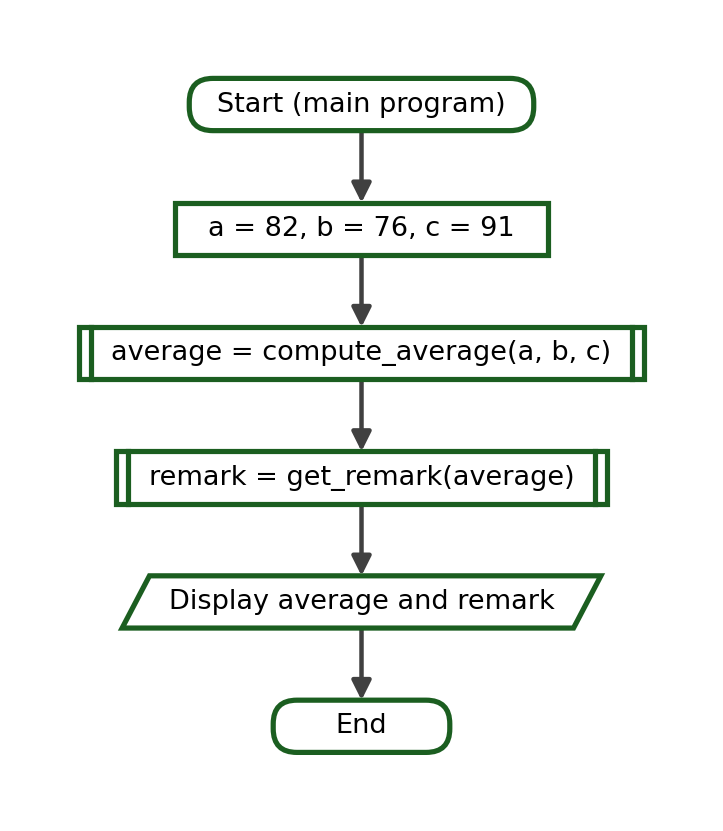 Start (main program)
a = 82, b = 76, c = 91
average = compute_average(a, b, c)
remark = get_remark(average)
Display average and remark
End